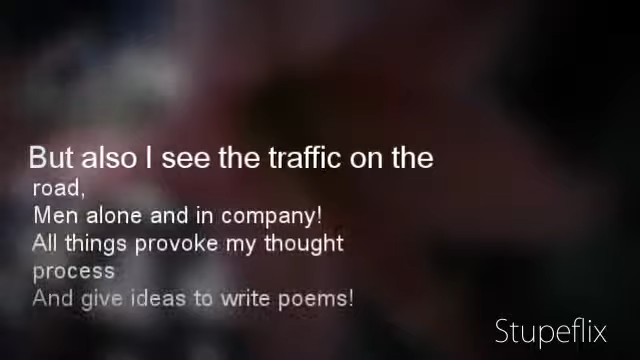 But also I see the traffic on the
road,
Men alone and in company!
All things provoke my thought
process
And give ideas to write poems!
Stupeflix